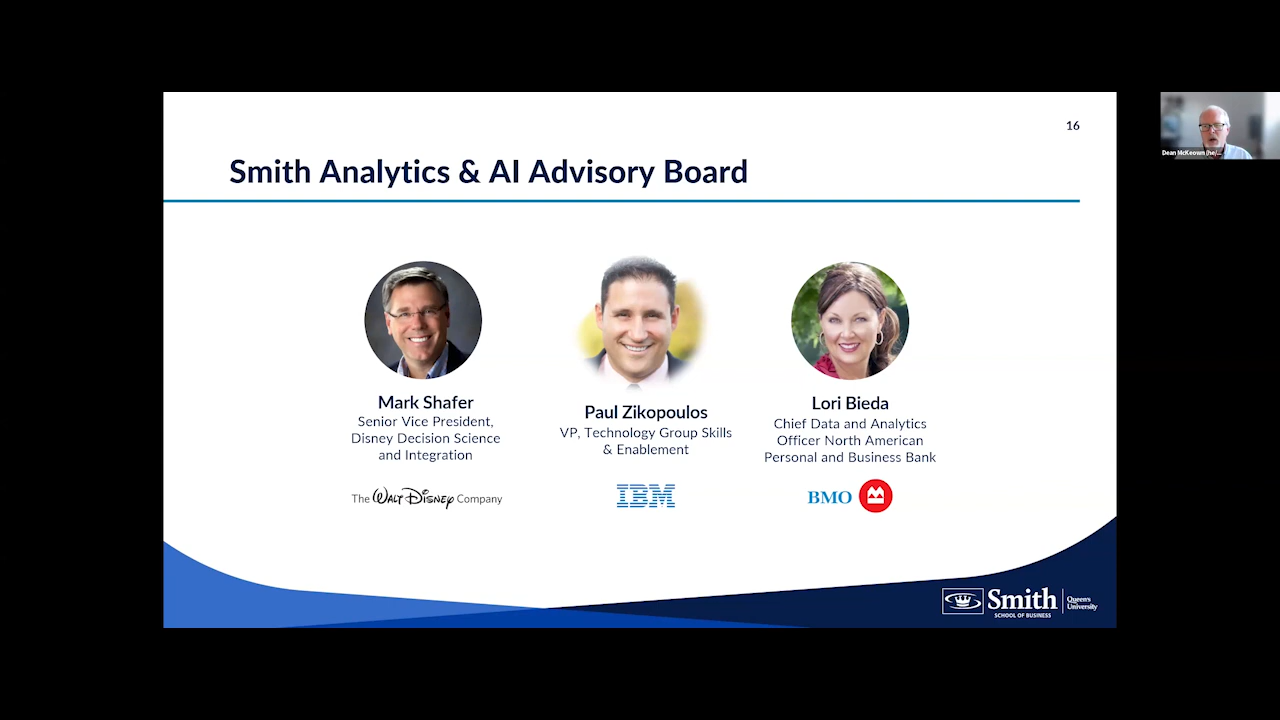 16
Smith Analytics & AI Advisory Board
Mark Shafer
Senior Vice President,
Disney Decision Science
and Integration
The Walt Disney Company
Paul Zikopoulos
VP, Technology Group Skills
& Enablement
IBM
Lori Bieda
Chief Data and Analytics
Officer North American
Personal and Business Bank
BMO
Smith
SCHOOL OF BUSINESS
Queen's
University
Dean McKeown (he/...